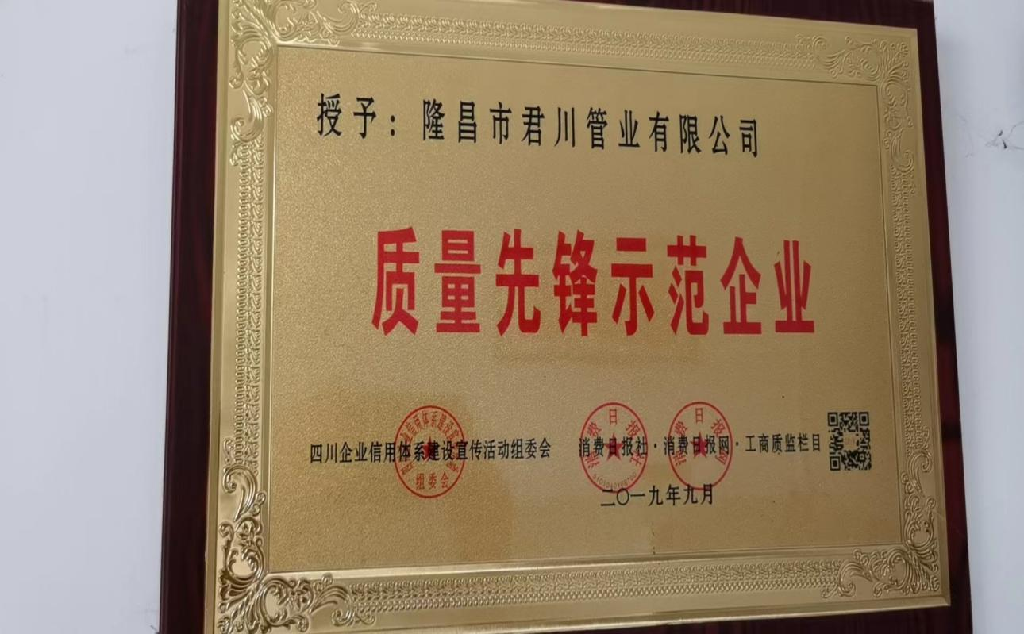 授予：隆昌市君川管业有限公司
质量先锋示范企业
四川企业信用体系建设宣传活动组委会 消费日报社·消费日报网·工商质监栏目
组委会
二〇一九年九月